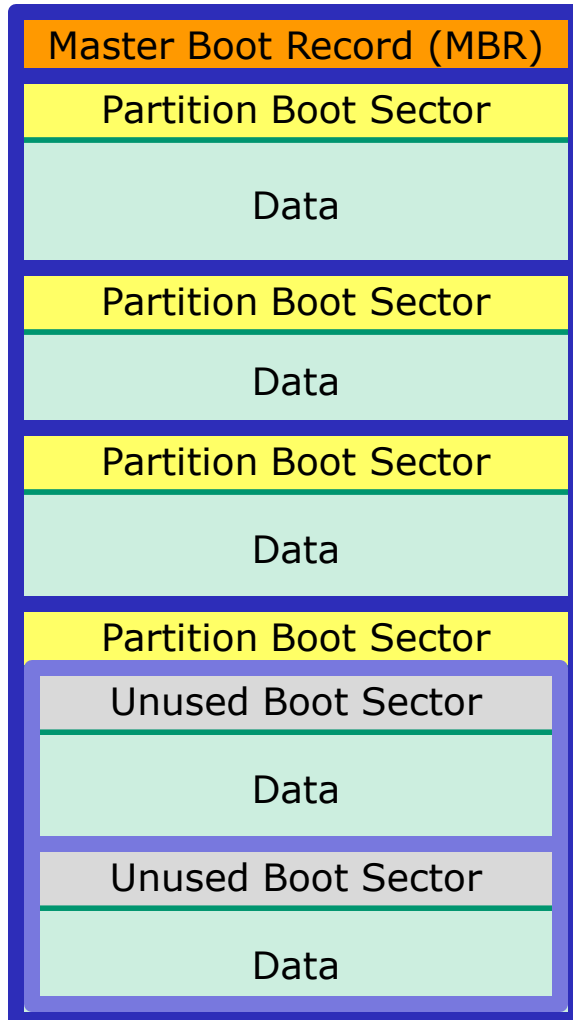 Master Boot Record (MBR)
Partition Boot Sector
Data
Partition Boot Sector
Data
Partition Boot Sector
Data
Partition Boot Sector
Unused Boot Sector
Data
Unused Boot Sector
Data